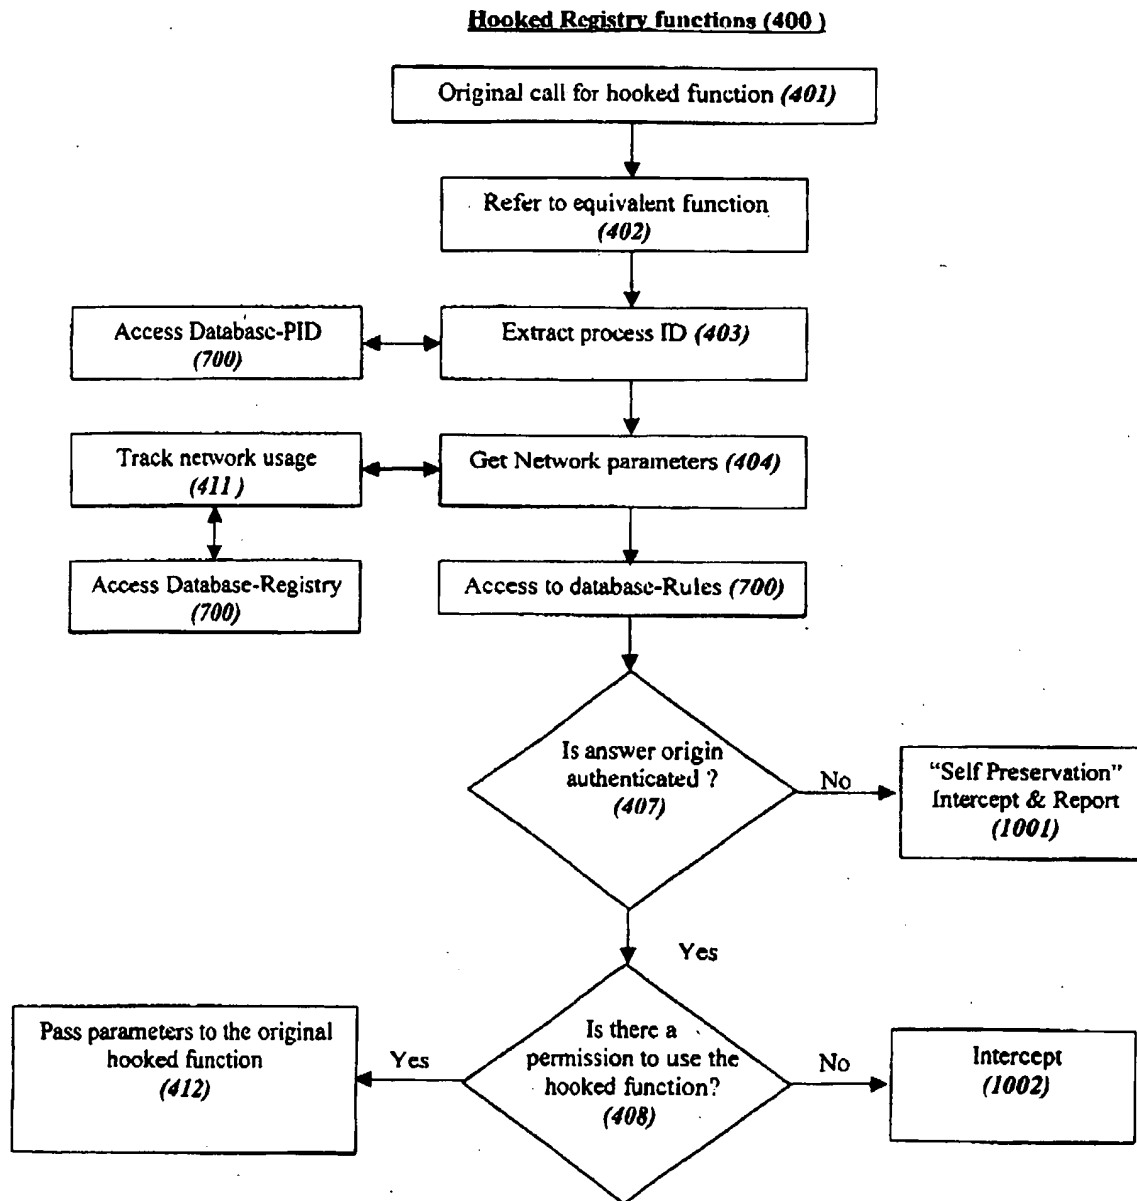 Hooked Registry functions (400 )
Original call for hooked function (401)
Refer to equivalent function
(402)
Access Database-PID
(700)
Extract process ID (403)
Track network usage
(411)
Get Network parameters (404)
Access Database-Registry
(700)
Access to database-Rules (700)
Is answer origin
authenticated ?
(407)
No
"Self Preservation"
Intercept & Report
(1001)
Yes
Pass parameters to the original
hooked function
(412)
Yes
Is there a
permission to use the
hooked function?
(408)
No
Intercept
(1002)